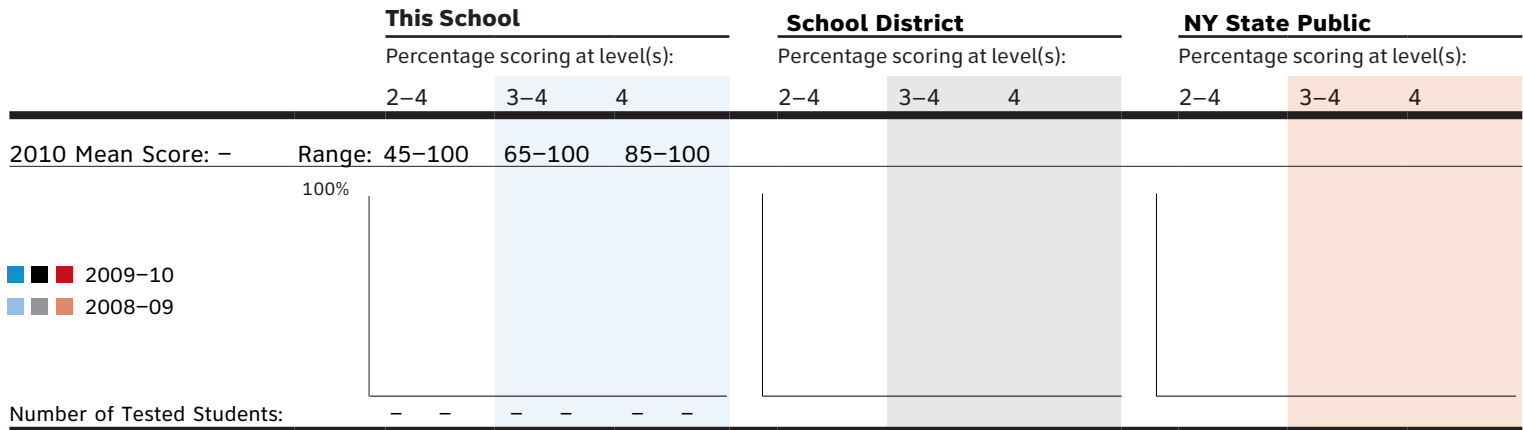 This School School District NY State Public
Percentage scoring at level(s): Percentage scoring at level(s): Percentage scoring at level(s):
2–4 3–4 4 2–4 3–4 4 2–4 3–4 4
2010 Mean Score: – Range: 45–100 65–100 85–100
100%
2009–10
2008–09
Number of Tested Students: – – – – – –